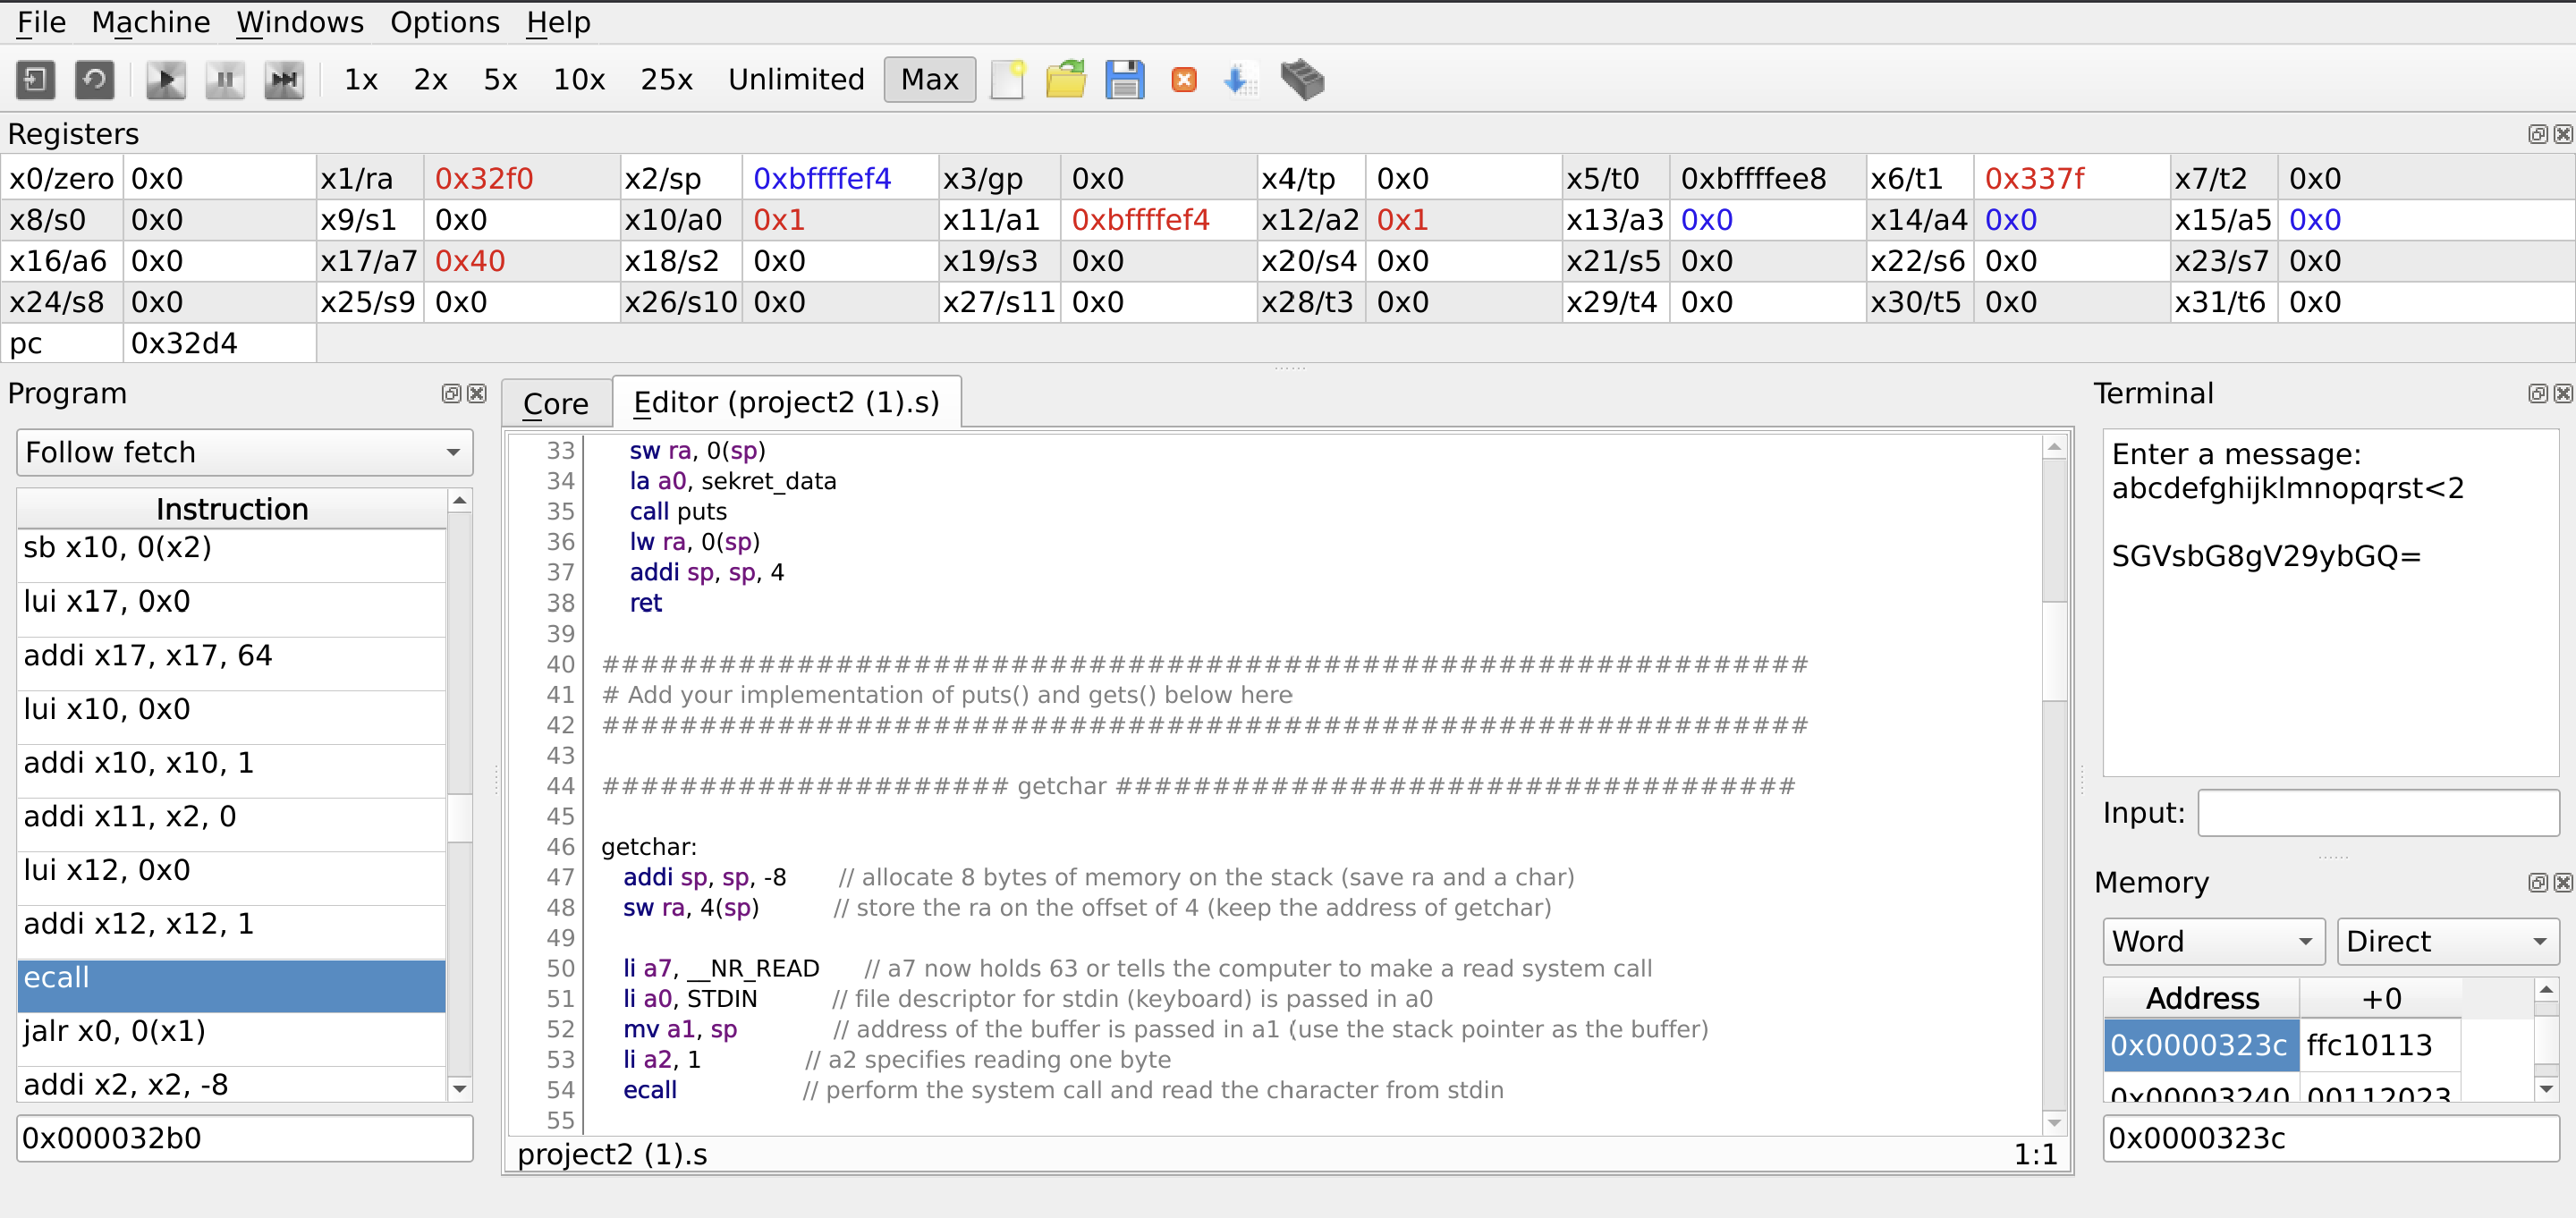 File Machine Windows Options Help
1x 2x 5x 10x 25x Unlimited Max
Registers
x0/zero 0x0 x1/ra 0x32f0 x2/sp 0xbffffef4 x3/gp 0x0 x4/tp 0x0 x5/t0 0xbffffee8 x6/t1 0x337f x7/t2 0x0
x8/s0 0x0 x9/s1 0x0 x10/a0 0x1 x11/a1 0xbffffef4 x12/a2 0x1 x13/a3 0x0 x14/a4 0x0 x15/a5 0x0
x16/a6 0x0 x17/a7 0x40 x18/s2 0x0 x19/s3 0x0 x20/s4 0x0 x21/s5 0x0 x22/s6 0x0 x23/s7 0x0
x24/s8 0x0 x25/s9 0x0 x26/s10 0x0 x27/s11 0x0 x28/t3 0x0 x29/t4 0x0 x30/t5 0x0 x31/t6 0x0
pc 0x32d4
Program
Follow fetch
Instruction
sb x10, 0(x2)
lui x17, 0x0
addi x17, x17, 64
lui x10, 0x0
addi x10, x10, 1
addi x11, x2, 0
lui x12, 0x0
addi x12, x12, 1
ecall
jalr x0, 0(x1)
addi x2, x2, -8
0x000032b0
Core Editor (project2 (1).s)
33 sw ra, 0(sp)
34 la a0, sekret_data
35 call puts
36 lw ra, 0(sp)
37 addi sp, sp, 4
38 ret
39
40 ##############################################################
41 # Add your implementation of puts() and gets() below here
42 ##############################################################
43
44 ##################### getchar ###################################
45
46 getchar:
47 addi sp, sp, -8 // allocate 8 bytes of memory on the stack (save ra and a char)
48 sw ra, 4(sp) // store the ra on the offset of 4 (keep the address of getchar)
49
50 li a7, __NR_READ // a7 now holds 63 or tells the computer to make a read system call
51 li a0, STDIN // file descriptor for stdin (keyboard) is passed in a0
52 mv a1, sp // address of the buffer is passed in a1 (use the stack pointer as the buffer)
53 li a2, 1 // a2 specifies reading one byte
54 ecall // perform the system call and read the character from stdin
55
project2 (1).s 1:1
Terminal
Enter a message:
abcdefghijklmnopqrst<2
SGVsbG8gV29ybGQ=
Input:
Memory
Word Direct
Address +0
0x0000323c ffc10113
0x00003240 00112023
0x0000323c